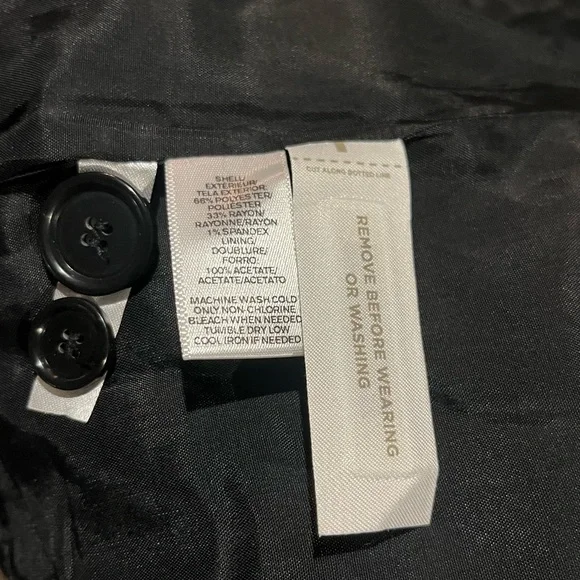 SHELL/
EXTERIEUR/
TELA EXTERIOR:
66% POLYESTER/
POLIESTER
33% RAYON/
RAYONNE/RAYON
1% SPANDEX
LINING/
DOUBLURE/
FORRO:
100% ACETATE/
ACETATE/ACETATO
MACHINE WASH COLD
ONLY NON-CHLORINE
BLEACH WHEN NEEDED
TUMBLE DRY LOW
COOL IRON IF NEEDED
CUT ALONG DOTTED LINE
REMOVE BEFORE WEARING
OR WASHING